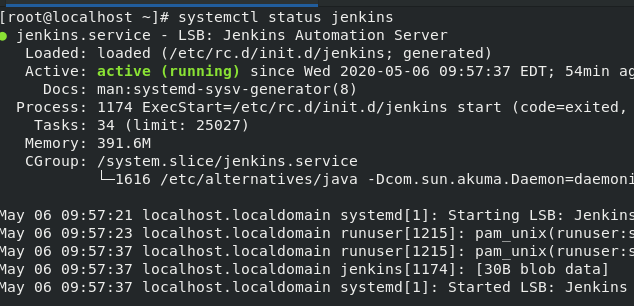 [root@localhost ~]# systemctl status jenkins
● jenkins.service - LSB: Jenkins Automation Server
Loaded: loaded (/etc/rc.d/init.d/jenkins; generated)
Active: active (running) since Wed 2020-05-06 09:57:37 EDT; 54min ag
Docs: man:systemd-sysv-generator(8)
Process: 1174 ExecStart=/etc/rc.d/init.d/jenkins start (code=exited,
Tasks: 34 (limit: 25027)
Memory: 391.6M
CGroup: /system.slice/jenkins.service
└─1616 /etc/alternatives/java -Dcom.sun.akuma.Daemon=daemoni
May 06 09:57:21 localhost.localdomain systemd[1]: Starting LSB: Jenkins
May 06 09:57:23 localhost.localdomain runuser[1215]: pam_unix(runuser:s
May 06 09:57:37 localhost.localdomain runuser[1215]: pam_unix(runuser:s
May 06 09:57:37 localhost.localdomain jenkins[1174]: [30B blob data]
May 06 09:57:37 localhost.localdomain systemd[1]: Started LSB: Jenkins